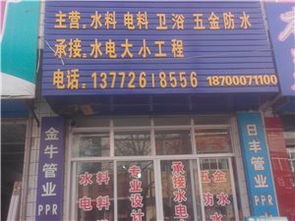 主营:水料 电料 卫浴 五金防水
承接:水电大小工程
电话:13772618556 18700071100
金牛管业 PPR
水电
料料
专业设计
承接水电
五金
防水
日丰管业 PPR